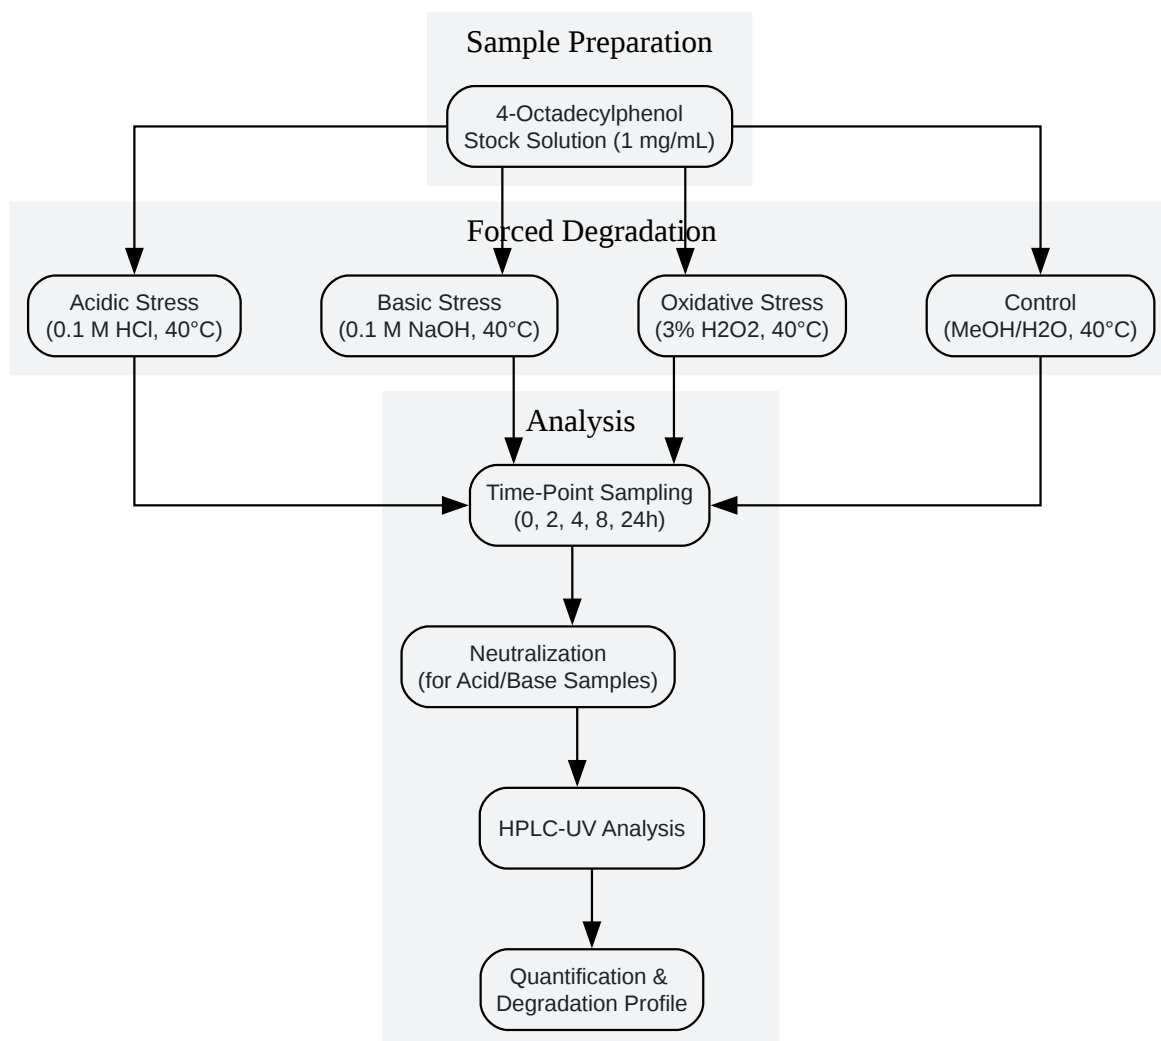 Sample Preparation
4-Octadecylphenol
Stock Solution (1 mg/mL)
Forced Degradation
Acidic Stress
(0.1 M HCl, 40°C)
Basic Stress
(0.1 M NaOH, 40°C)
Oxidative Stress
(3% H2O2, 40°C)
Control
(MeOH/H2O, 40°C)
Analysis
Time-Point Sampling
(0, 2, 4, 8, 24h)
Neutralization
(for Acid/Base Samples)
HPLC-UV Analysis
Quantification &
Degradation Profile